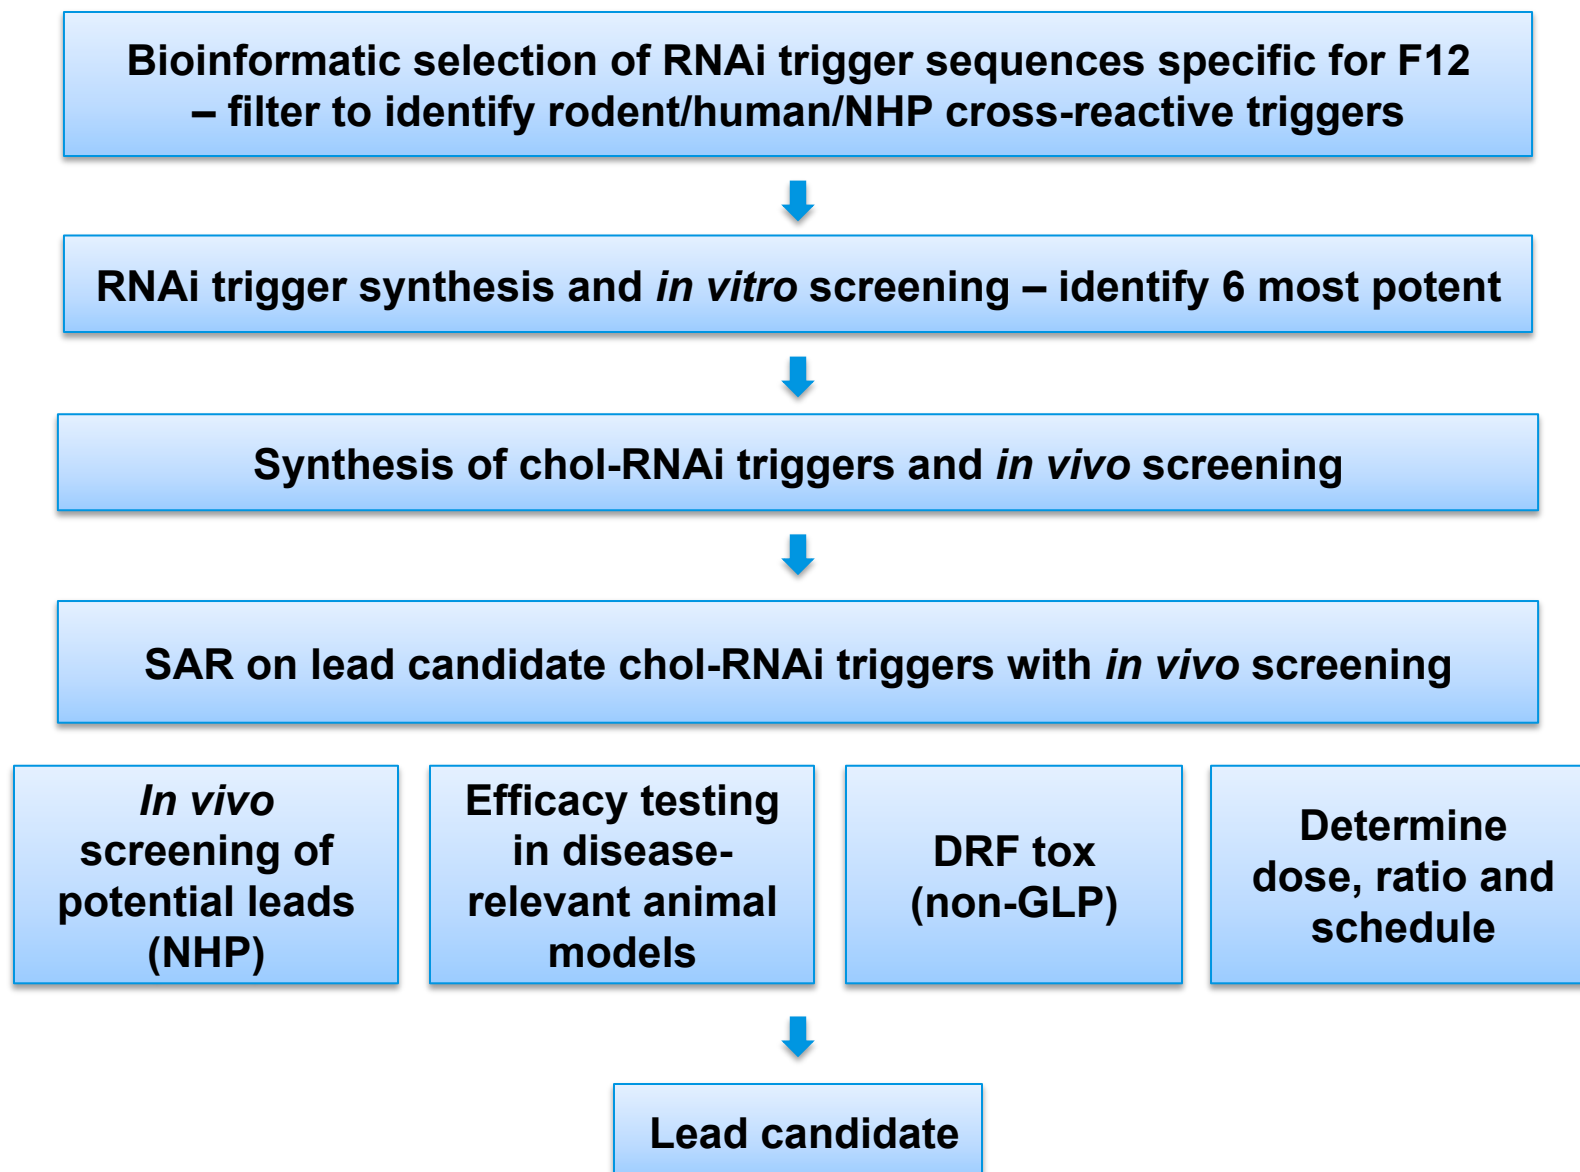 Bioinformatic selection of RNAi trigger sequences specific for F12
– filter to identify rodent/human/NHP cross-reactive triggers
RNAi trigger synthesis and in vitro screening – identify 6 most potent
Synthesis of chol-RNAi triggers and in vivo screening
SAR on lead candidate chol-RNAi triggers with in vivo screening
In vivo
screening of
potential leads
(NHP)
Efficacy testing
in disease-
relevant animal
models
DRF tox
(non-GLP)
Determine
dose, ratio and
schedule
Lead candidate